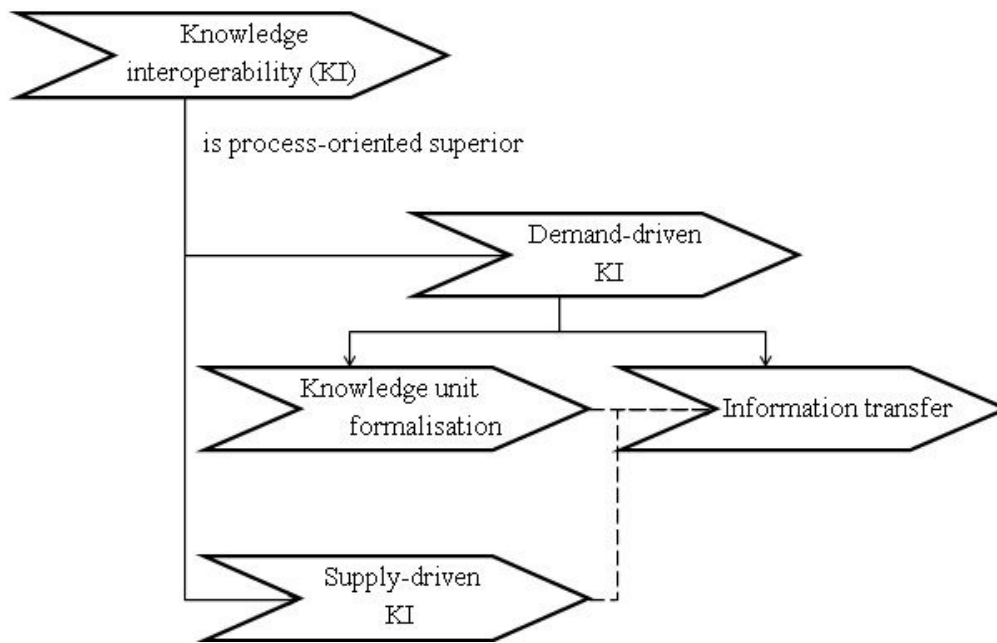 Knowledge
interoperability (KI)
is process-oriented superior
Demand-driven
KI
Knowledge unit
formalisation
Information transfer
Supply-driven
KI